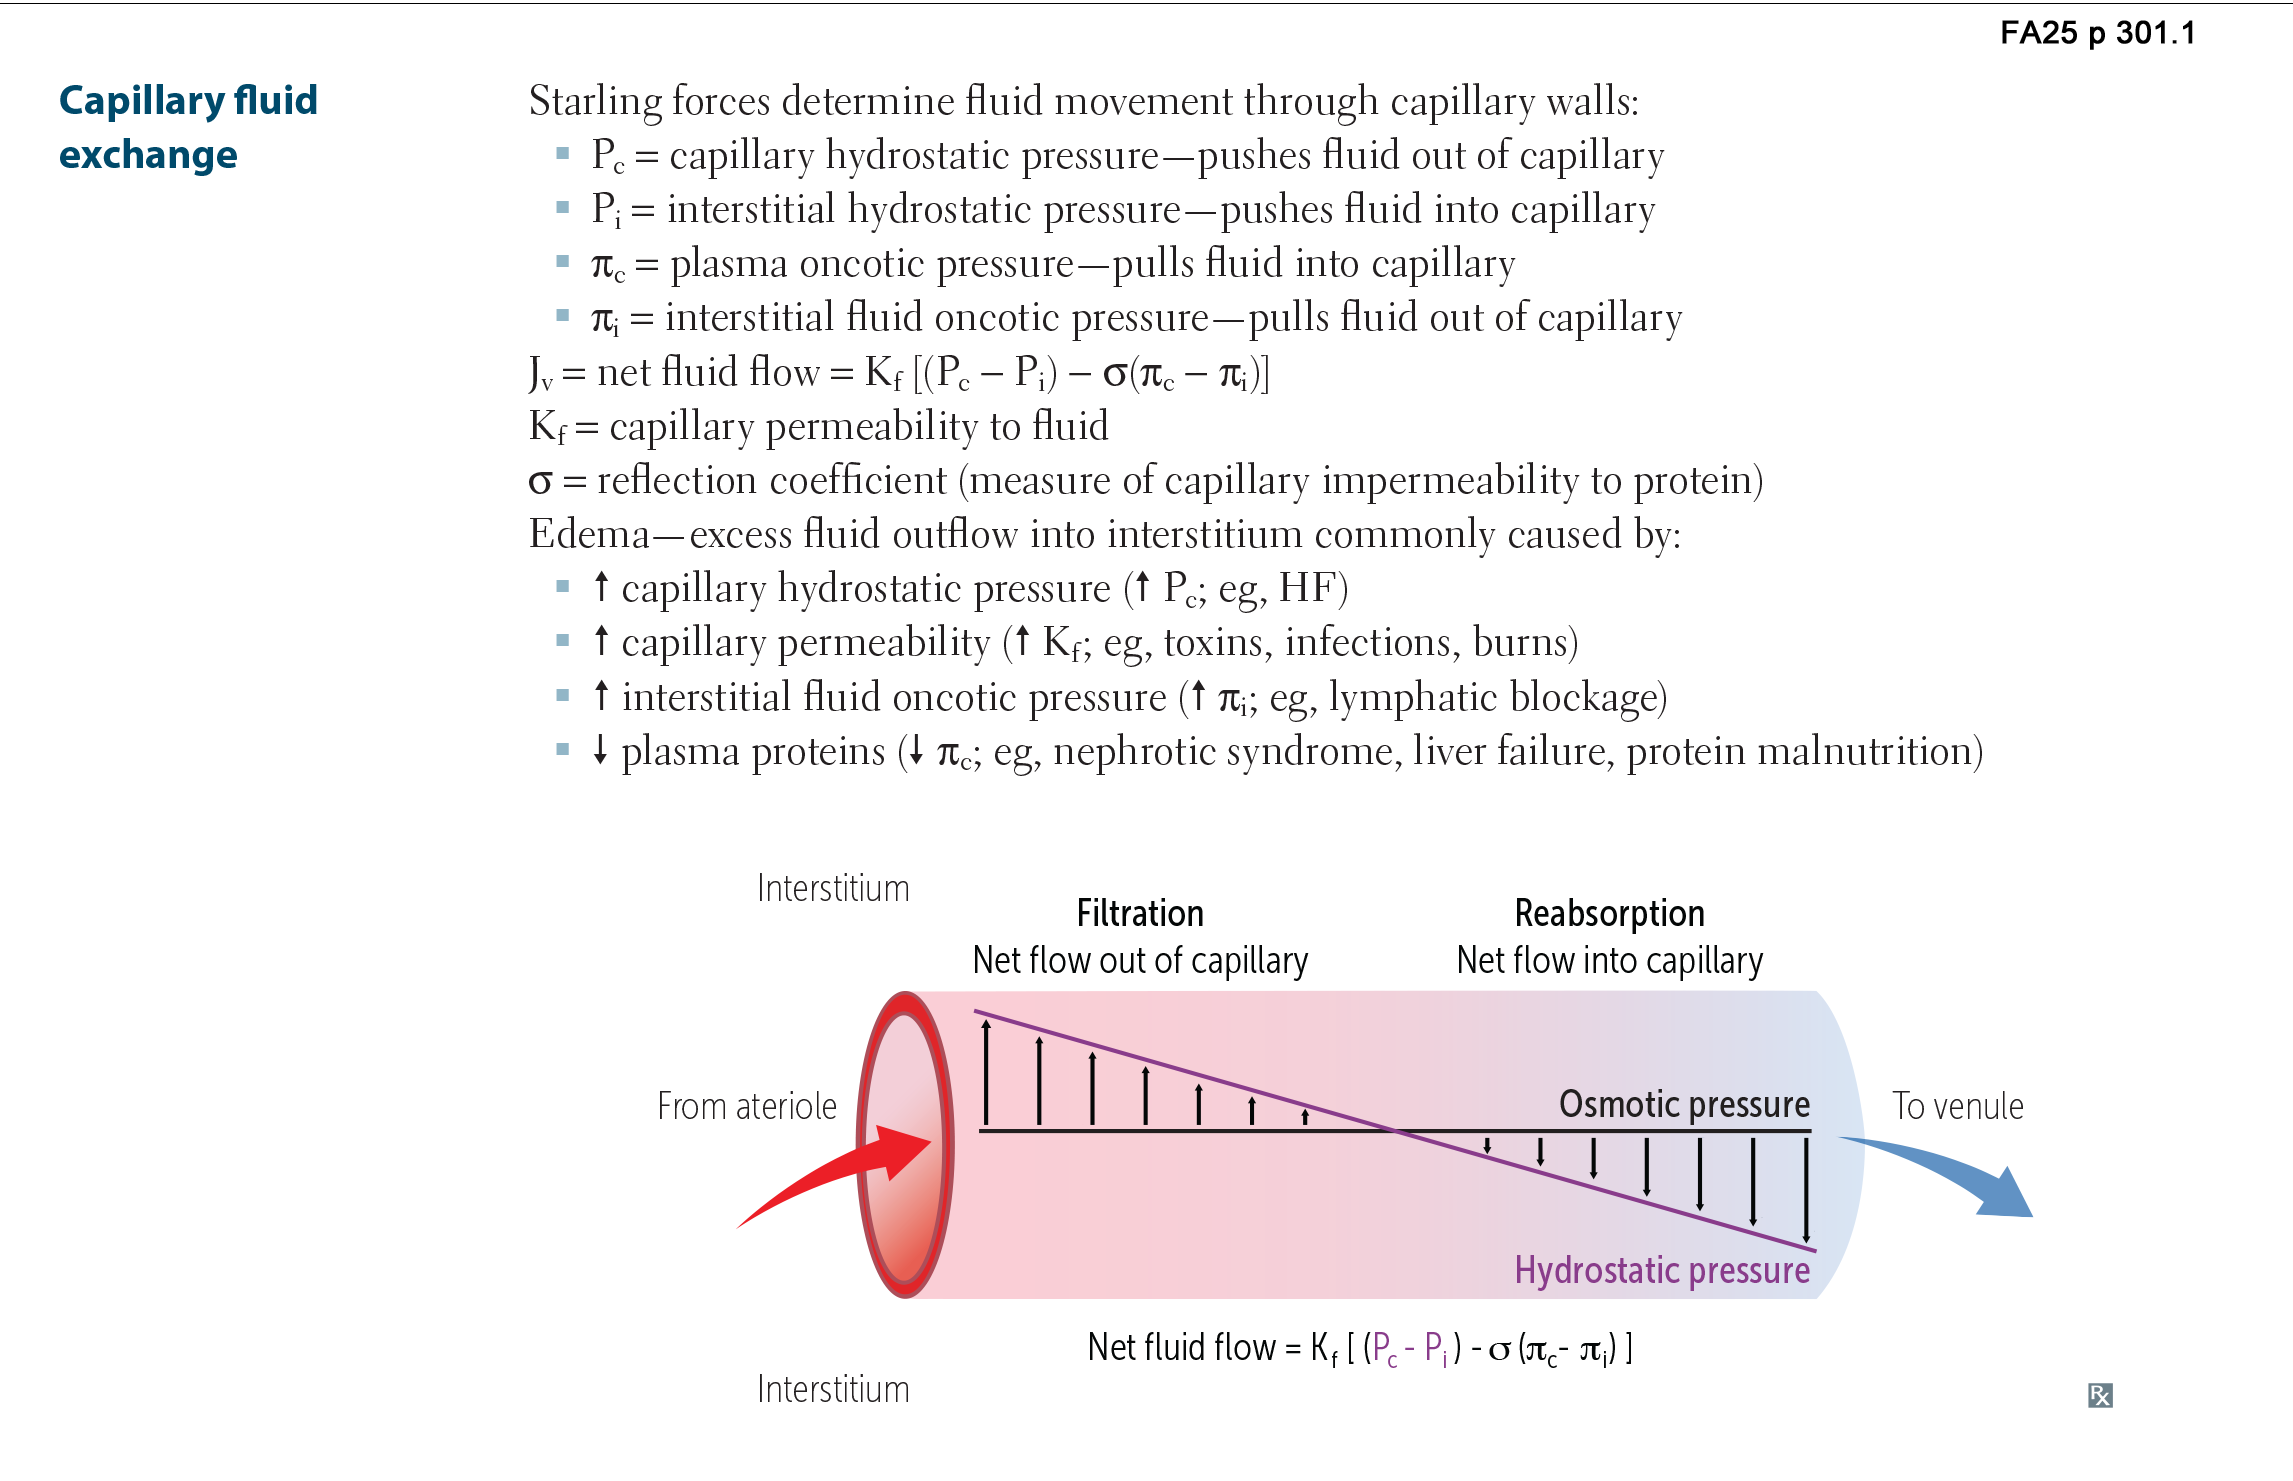 FA25 p 301.1
Capillary fluid
exchange
Starling forces determine fluid movement through capillary walls:
▪ Pc = capillary hydrostatic pressure—pushes fluid out of capillary
▪ Pi = interstitial hydrostatic pressure—pushes fluid into capillary
▪ πc = plasma oncotic pressure—pulls fluid into capillary
▪ πi = interstitial fluid oncotic pressure—pulls fluid out of capillary
Jv = net fluid flow = Kf [(Pc − Pi) − σ(πc − πi)]
Kf = capillary permeability to fluid
σ = reflection coefficient (measure of capillary impermeability to protein)
Edema—excess fluid outflow into interstitium commonly caused by:
▪ ↑ capillary hydrostatic pressure (↑ Pc; eg, HF)
▪ ↑ capillary permeability (↑ Kf; eg, toxins, infections, burns)
▪ ↑ interstitial fluid oncotic pressure (↑ πi; eg, lymphatic blockage)
▪ ↓ plasma proteins (↓ πc; eg, nephrotic syndrome, liver failure, protein malnutrition)
Interstitium
Filtration
Net flow out of capillary
Reabsorption
Net flow into capillary
From ateriole
Osmotic pressure
To venule
Hydrostatic pressure
Net fluid flow = Kf [ (Pc - Pi ) - σ (πc- πi) ]
Interstitium
Rx